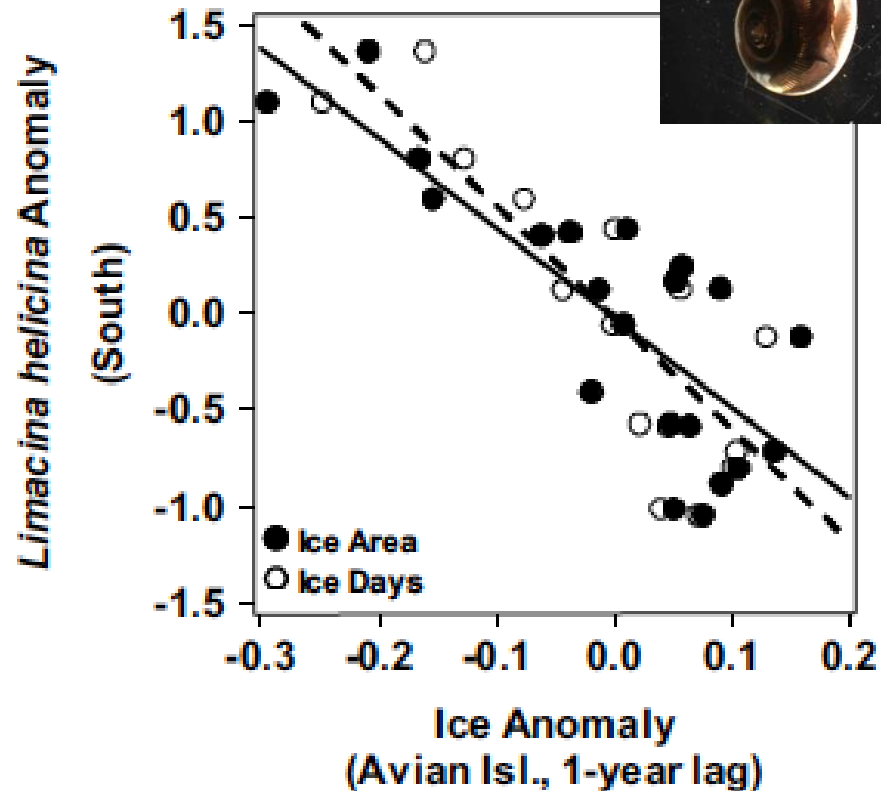 Limacina helicina Anomaly
(South)
1.5
1.0
0.5
0.0
-0.5
-1.0
-1.5
Ice Area
Ice Days
-0.3 -0.2 -0.1 0.0 0.1 0.2
Ice Anomaly
(Avian Isl., 1-year lag)